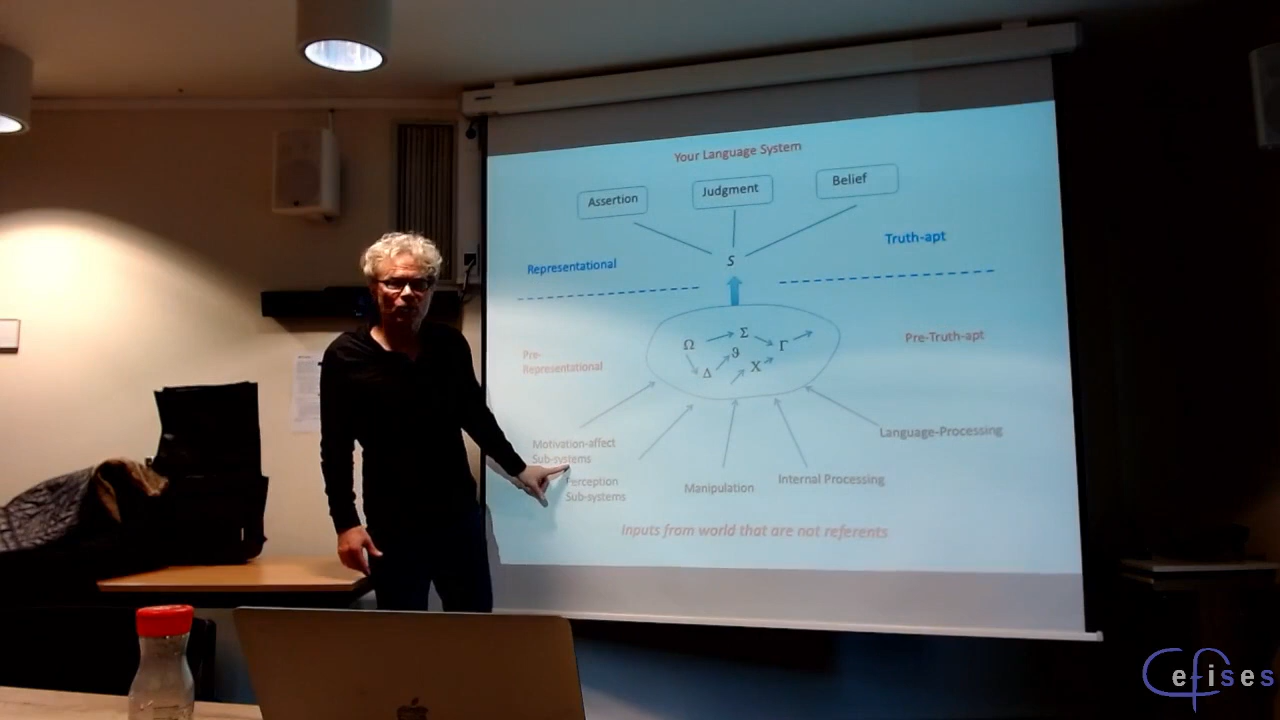 Your Language System
Assertion
Judgment
Belief
Truth-apt
S
Representational
Ω Σ
ϑ Γ
Δ X
Pre-Truth-apt
Pre-
Representational
Motivation-affect
Sub-systems
Perception
Sub-systems
Manipulation
Internal Processing
Language-Processing
Inputs from world that are not referents
Cefises